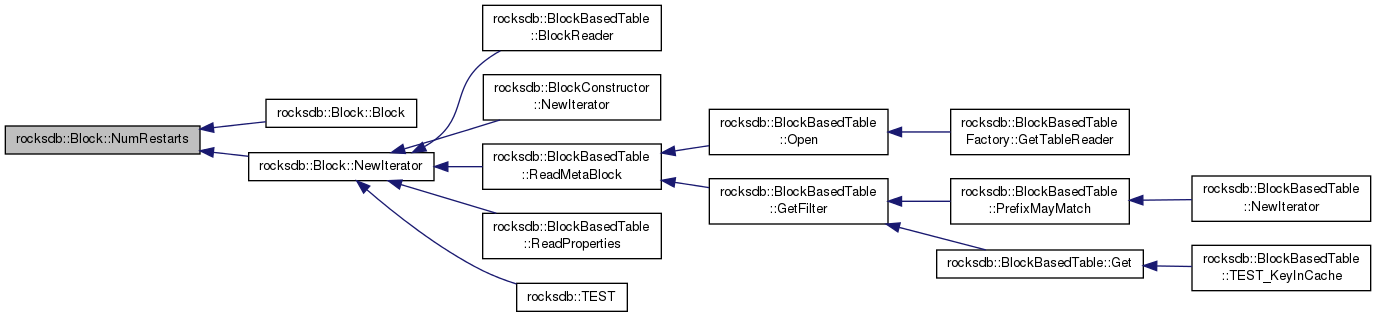 rocksdb::Block::NumRestarts
rocksdb::Block::Block
rocksdb::Block::NewIterator
rocksdb::BlockBasedTable
::BlockReader
rocksdb::BlockConstructor
::NewIterator
rocksdb::BlockBasedTable
::ReadMetaBlock
rocksdb::BlockBasedTable
::ReadProperties
rocksdb::TEST
rocksdb::BlockBasedTable
::Open
rocksdb::BlockBasedTable
::GetFilter
rocksdb::BlockBasedTable
Factory::GetTableReader
rocksdb::BlockBasedTable
::PrefixMayMatch
rocksdb::BlockBasedTable::Get
rocksdb::BlockBasedTable
::NewIterator
rocksdb::BlockBasedTable
::TEST_KeyInCache